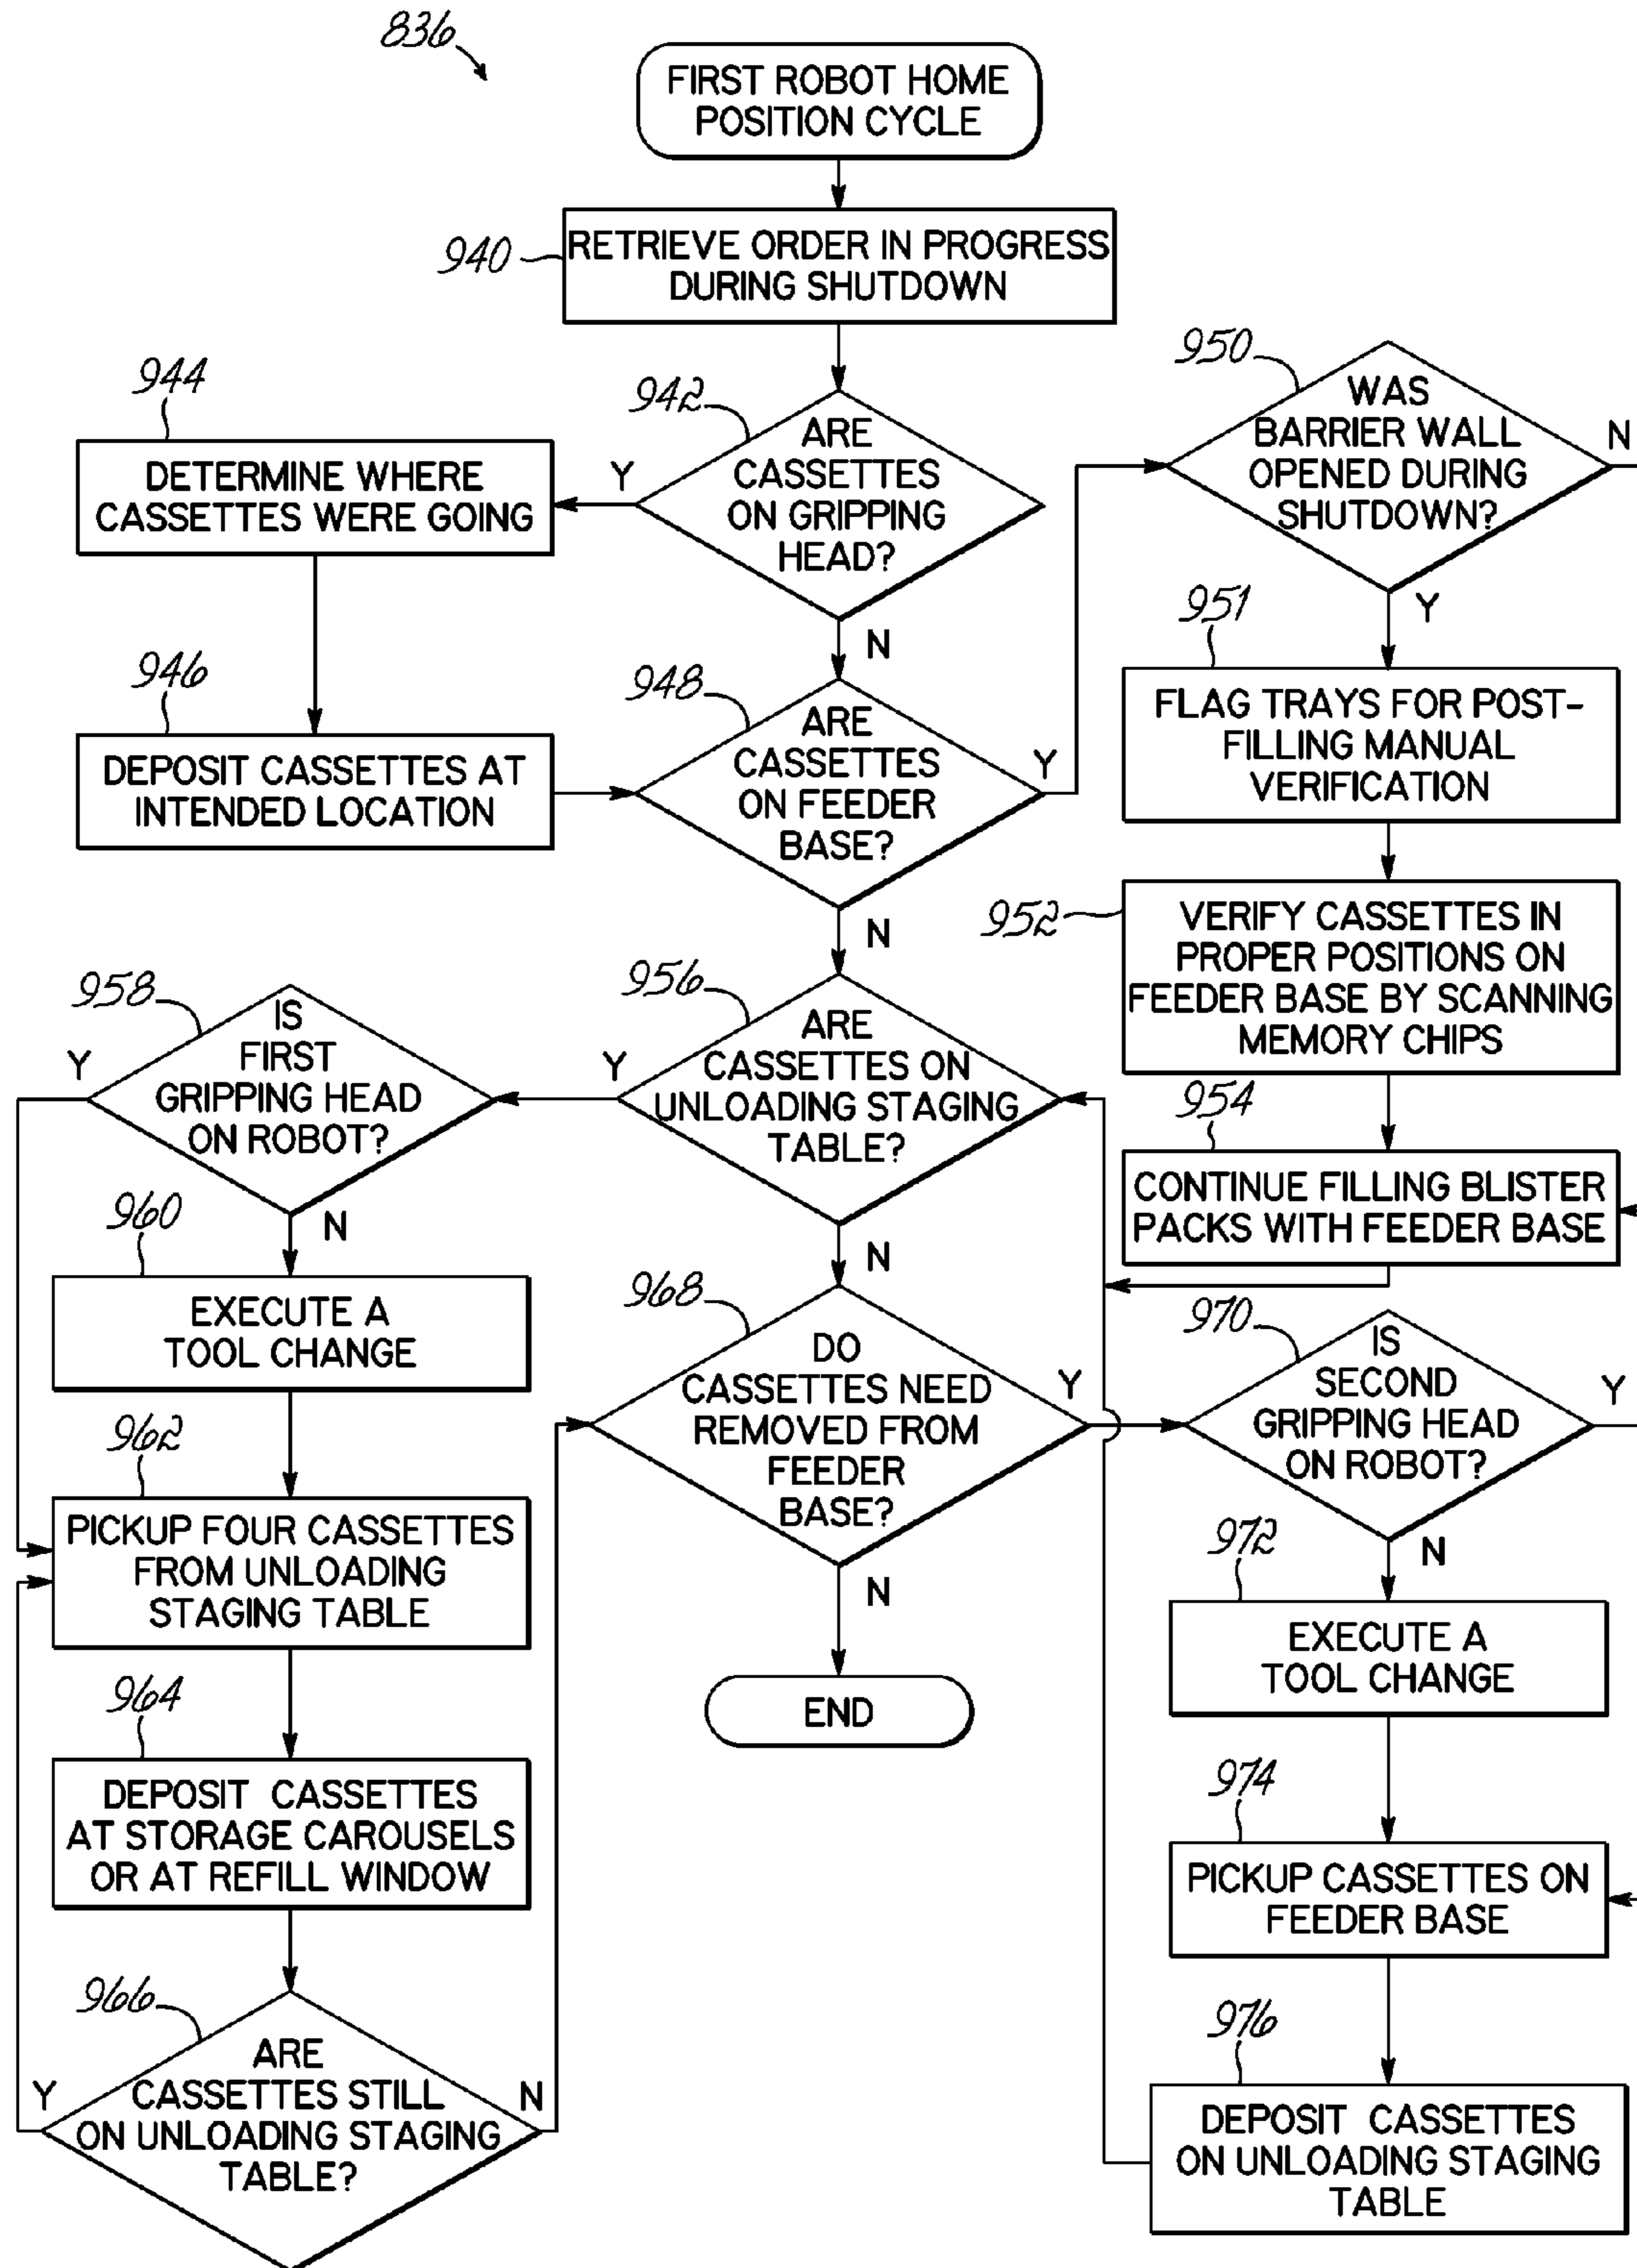 836
FIRST ROBOT HOME
POSITION CYCLE
940
RETRIEVE ORDER IN PROGRESS
DURING SHUTDOWN
942
ARE
CASSETTES
ON GRIPPING
HEAD?
Y
N
944
DETERMINE WHERE
CASSETTES WERE GOING
946
DEPOSIT CASSETTES AT
INTENDED LOCATION
948
ARE
CASSETTES
ON FEEDER
BASE?
Y
N
950
WAS
BARRIER WALL
OPENED DURING
SHUTDOWN?
N
Y
951
FLAG TRAYS FOR POST-
FILLING MANUAL
VERIFICATION
952
VERIFY CASSETTES IN
PROPER POSITIONS ON
FEEDER BASE BY SCANNING
MEMORY CHIPS
954
CONTINUE FILLING BLISTER
PACKS WITH FEEDER BASE
956
ARE
CASSETTES ON
UNLOADING STAGING
TABLE?
Y
N
958
IS
FIRST
GRIPPING HEAD
ON ROBOT?
Y
N
960
EXECUTE A
TOOL CHANGE
962
PICKUP FOUR CASSETTES
FROM UNLOADING
STAGING TABLE
964
DEPOSIT CASSETTES
AT STORAGE CAROUSELS
OR AT REFILL WINDOW
966
ARE
CASSETTES STILL
ON UNLOADING STAGING
TABLE?
Y
N
968
DO
CASSETTES NEED
REMOVED FROM
FEEDER
BASE?
Y
N
END
970
IS
SECOND
GRIPPING HEAD
ON ROBOT?
Y
N
972
EXECUTE A
TOOL CHANGE
974
PICKUP CASSETTES ON
FEEDER BASE
976
DEPOSIT CASSETTES
ON UNLOADING STAGING
TABLE